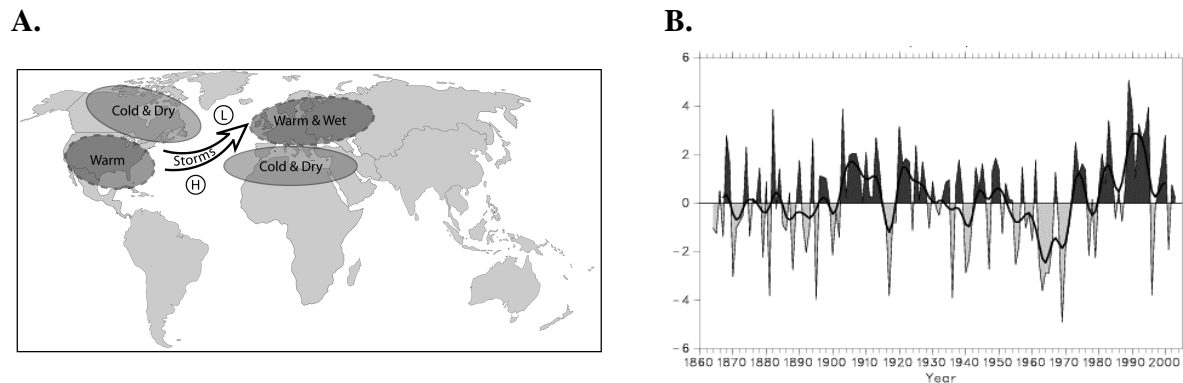 A.
Cold & Dry
L
Warm & Wet
Warm
Storms
Cold & Dry
H
B.
6
4
2
0
-2
-4
-6
1860 1870 1880 1890 1900 1910 1920 1930 1940 1950 1960 1970 1980 1990 2000
Year